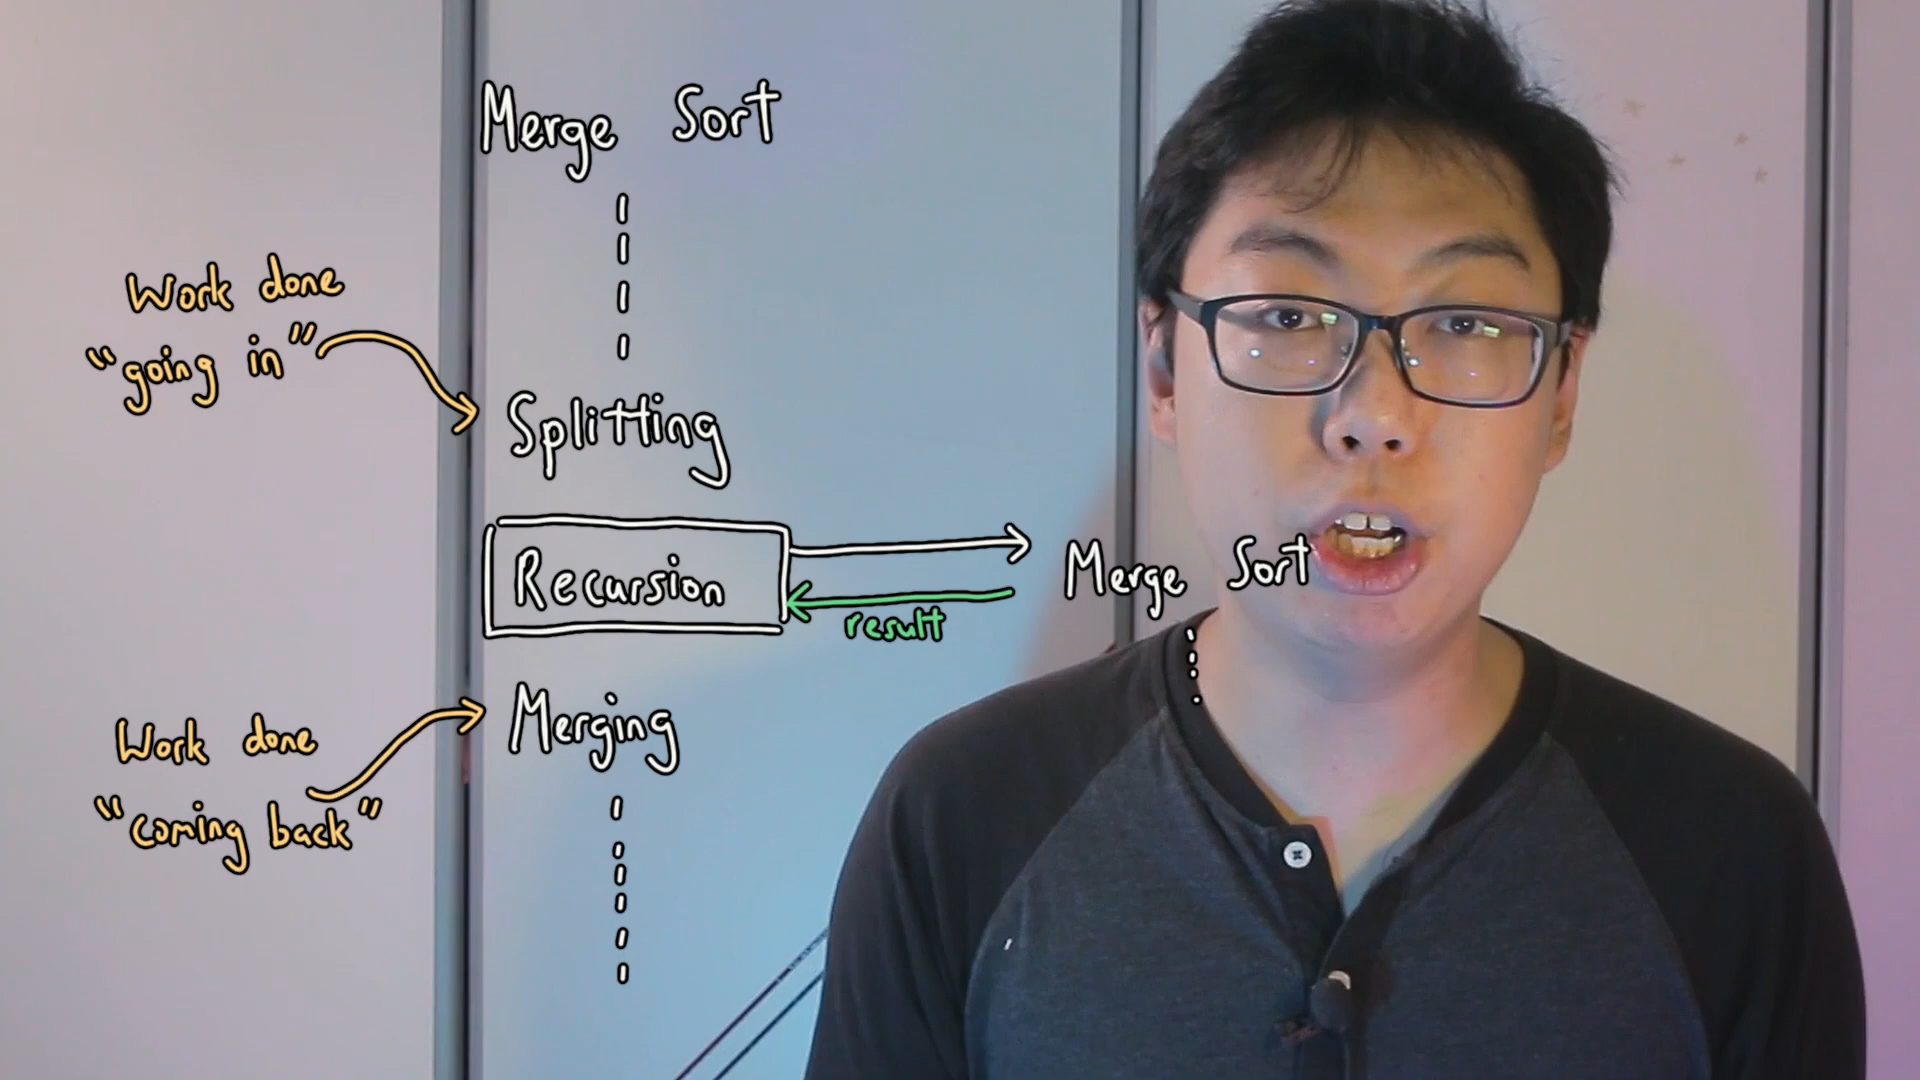 Merge Sort
Work done
"going in"
Splitting
Recursion
result
Merge Sort
Merging
Work done
"coming back"